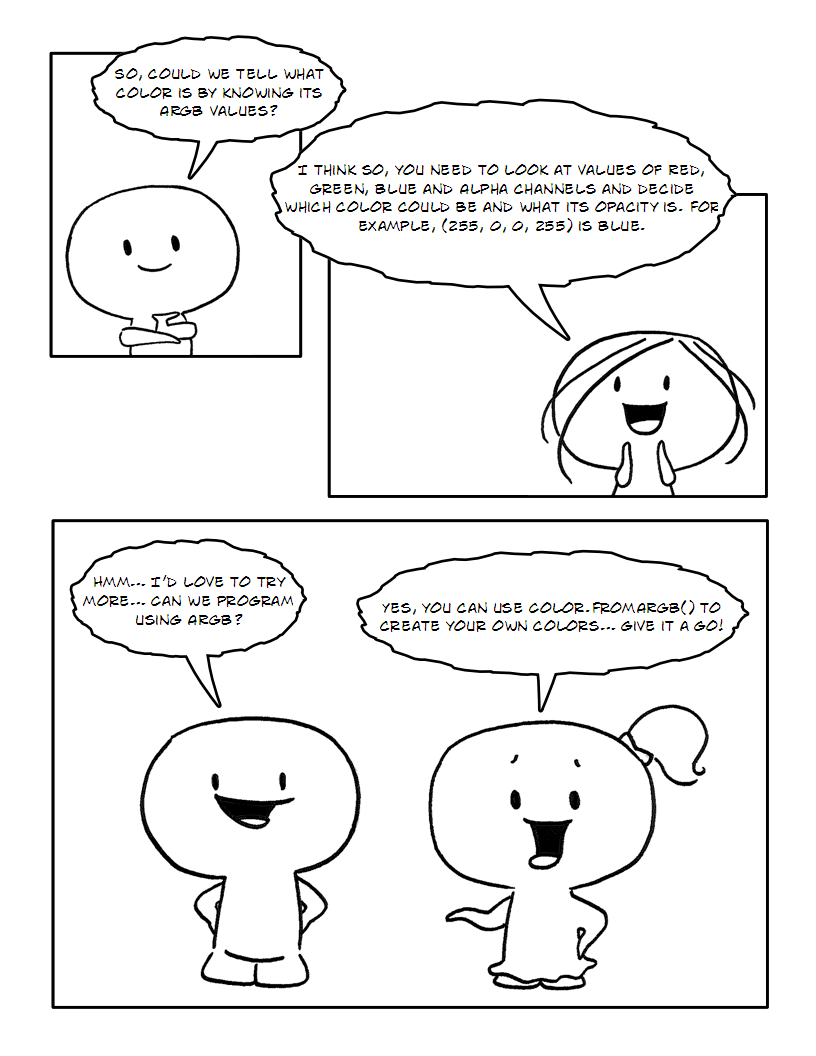 SO, COULD WE TELL WHAT
COLOR IS BY KNOWING ITS
ARGB VALUES?
I THINK SO, YOU NEED TO LOOK AT VALUES OF RED,
GREEN, BLUE AND ALPHA CHANNELS AND DECIDE
WHICH COLOR COULD BE AND WHAT ITS OPACITY IS. FOR
EXAMPLE, (255, 0, 0, 255) IS BLUE.
HMM... I'D LOVE TO TRY
MORE... CAN WE PROGRAM
USING ARGB?
YES, YOU CAN USE COLOR.FROMARGB() TO
CREATE YOUR OWN COLORS... GIVE IT A GO!